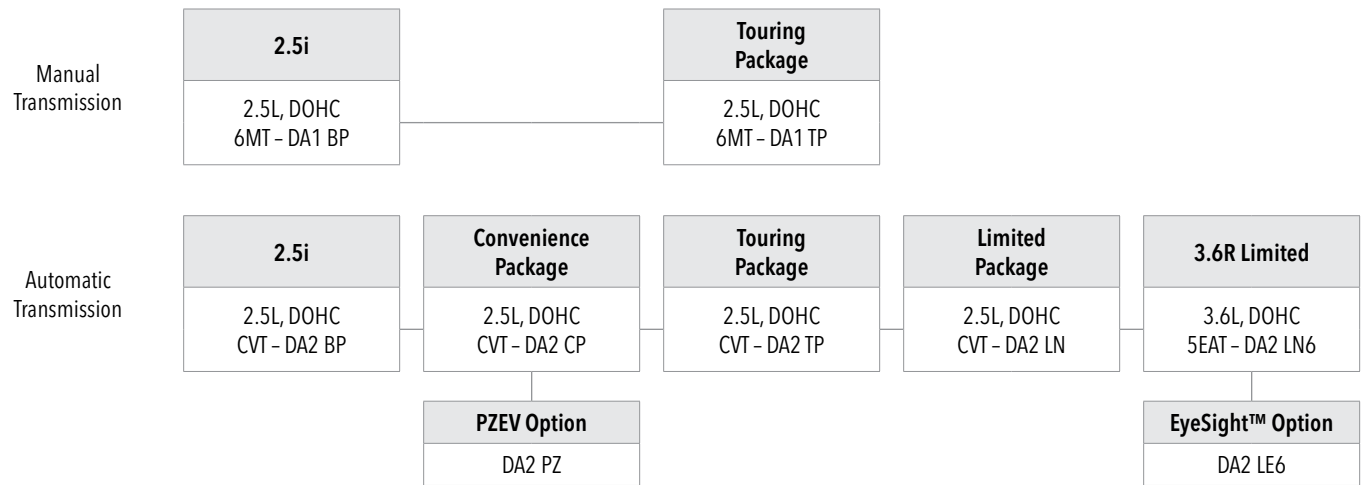 Manual
Transmission
2.5i
2.5L, DOHC
6MT – DA1 BP
Touring
Package
2.5L, DOHC
6MT – DA1 TP
Automatic
Transmission
2.5i
2.5L, DOHC
CVT – DA2 BP
Convenience
Package
2.5L, DOHC
CVT – DA2 CP
Touring
Package
2.5L, DOHC
CVT – DA2 TP
Limited
Package
2.5L, DOHC
CVT – DA2 LN
3.6R Limited
3.6L, DOHC
5EAT – DA2 LN6
PZEV Option
DA2 PZ
EyeSight™ Option
DA2 LE6